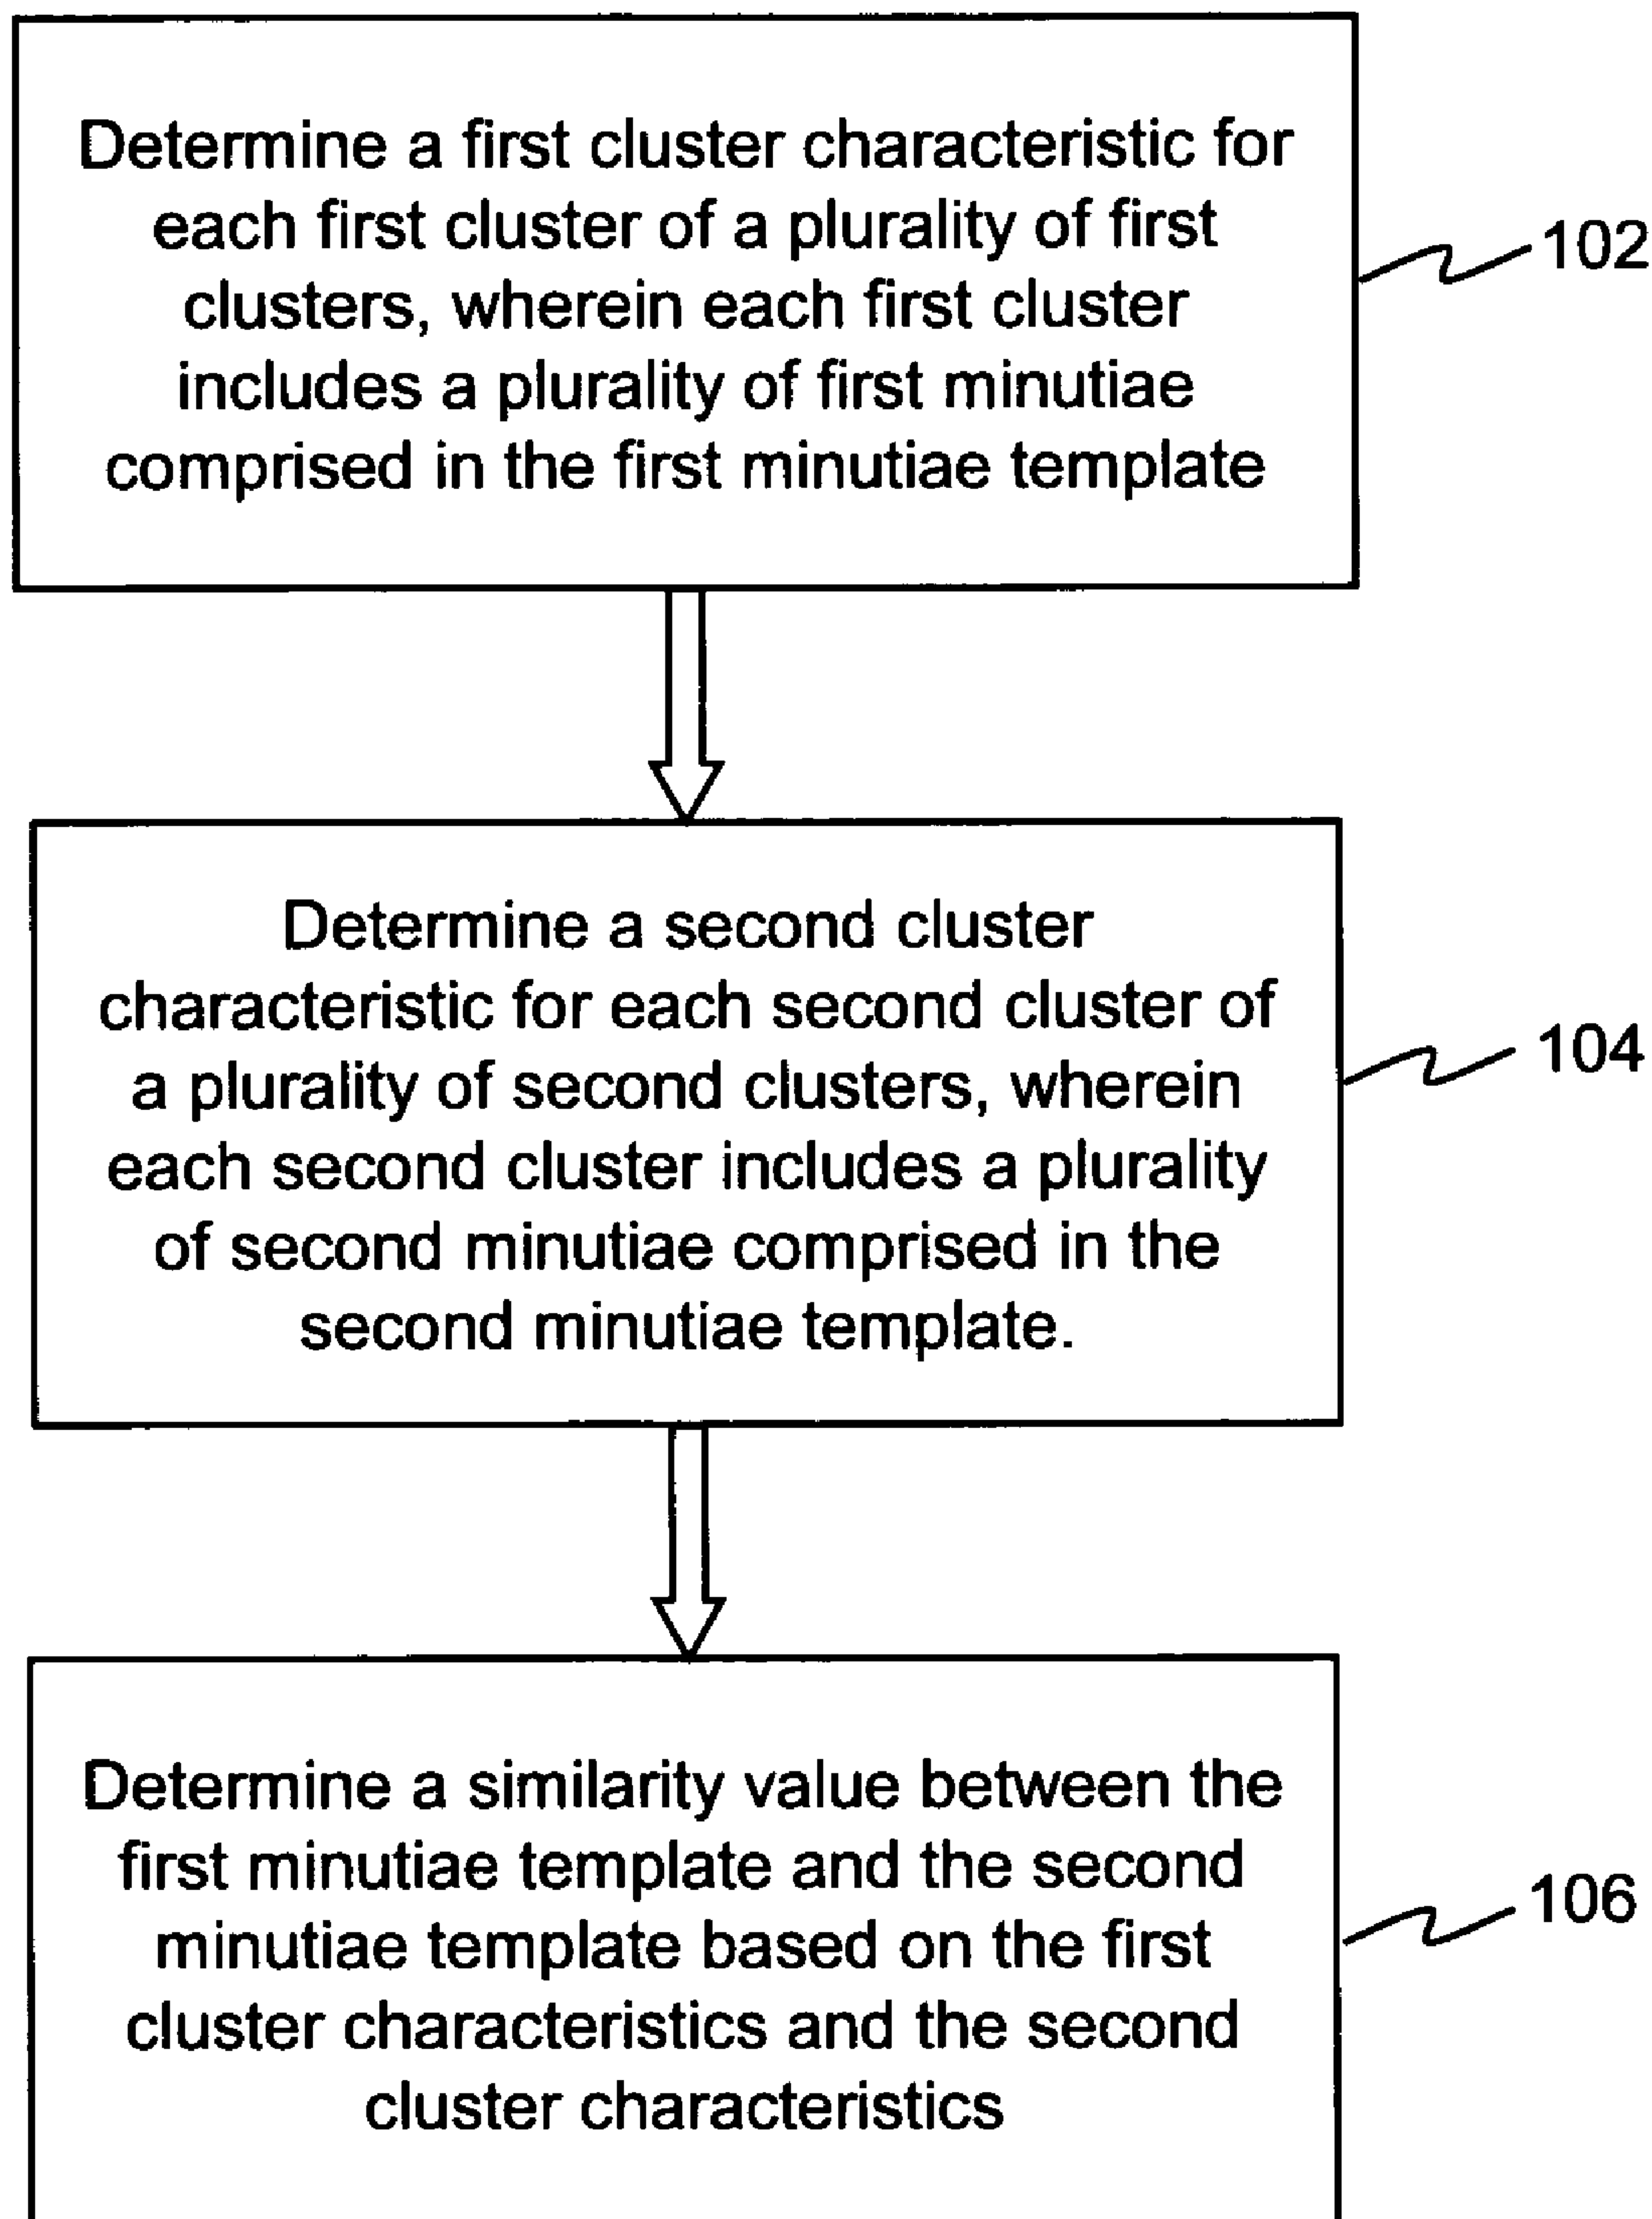 Determine a first cluster characteristic for
each first cluster of a plurality of first
clusters, wherein each first cluster
includes a plurality of first minutiae
comprised in the first minutiae template
102
Determine a second cluster
characteristic for each second cluster of
a plurality of second clusters, wherein
each second cluster includes a plurality
of second minutiae comprised in the
second minutiae template.
104
Determine a similarity value between the
first minutiae template and the second
minutiae template based on the first
cluster characteristics and the second
cluster characteristics
106